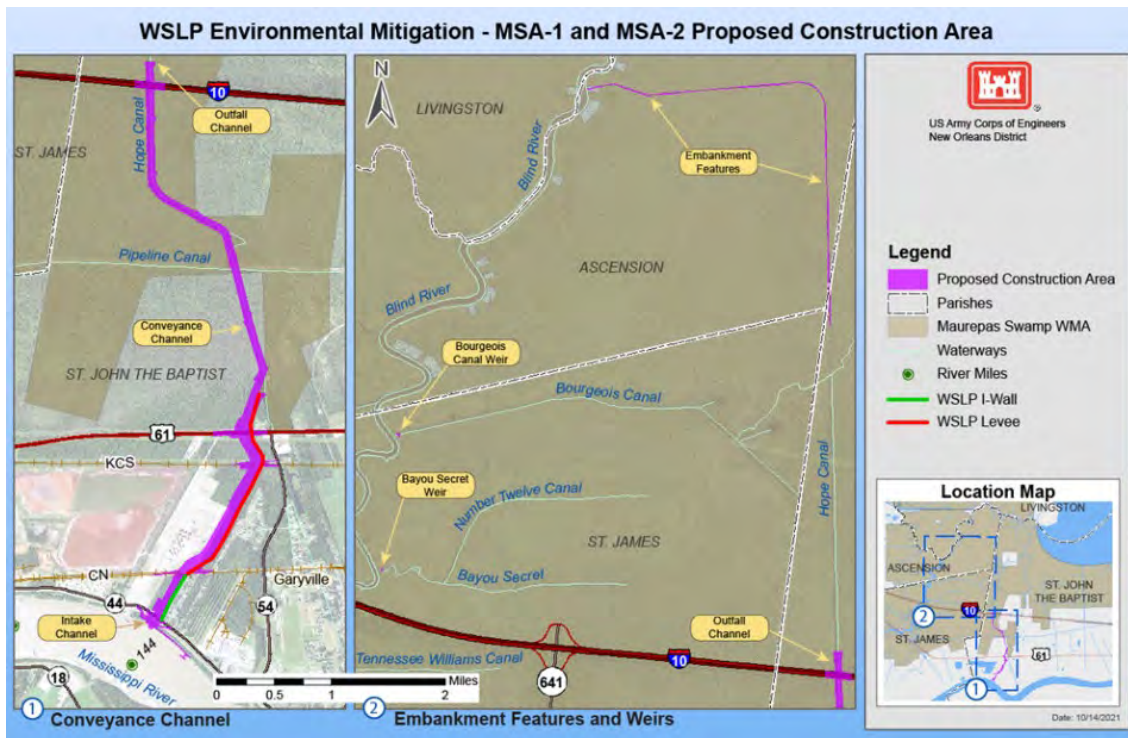 WSLP Environmental Mitigation - MSA-1 and MSA-2 Proposed Construction Area
10
Outfall
Channel
Hope Canal
ST. JAMES
Pipeline Canal
Conveyance
Channel
ST. JOHN THE BAPTIST
61
KCS
CN
Garyville
44
54
Intake
Channel
144
Mississippi River
18
1 Conveyance Channel
N
LIVINGSTON
Blind River
Embankment
Features
ASCENSION
Blind River
Bourgeois
Canal Weir
Bourgeois Canal
Bayou Secret
Weir
Number Twelve Canal
Hope Canal
ST. JAMES
Bayou Secret
Outfall
Channel
Tennessee Williams Canal
10
641
Miles
0 0.5 1 2
2 Embankment Features and Weirs
®
US Army Corps of Engineers
New Orleans District
Legend
Proposed Construction Area
Parishes
Maurepas Swamp WMA
Waterways
River Miles
WSLP I-Wall
WSLP Levee
Location Map
LIVINGSTON
ASCENSION
ST. JOHN
THE BAPTIST
2
10
ST. JAMES
61
1
Date: 10/14/2021